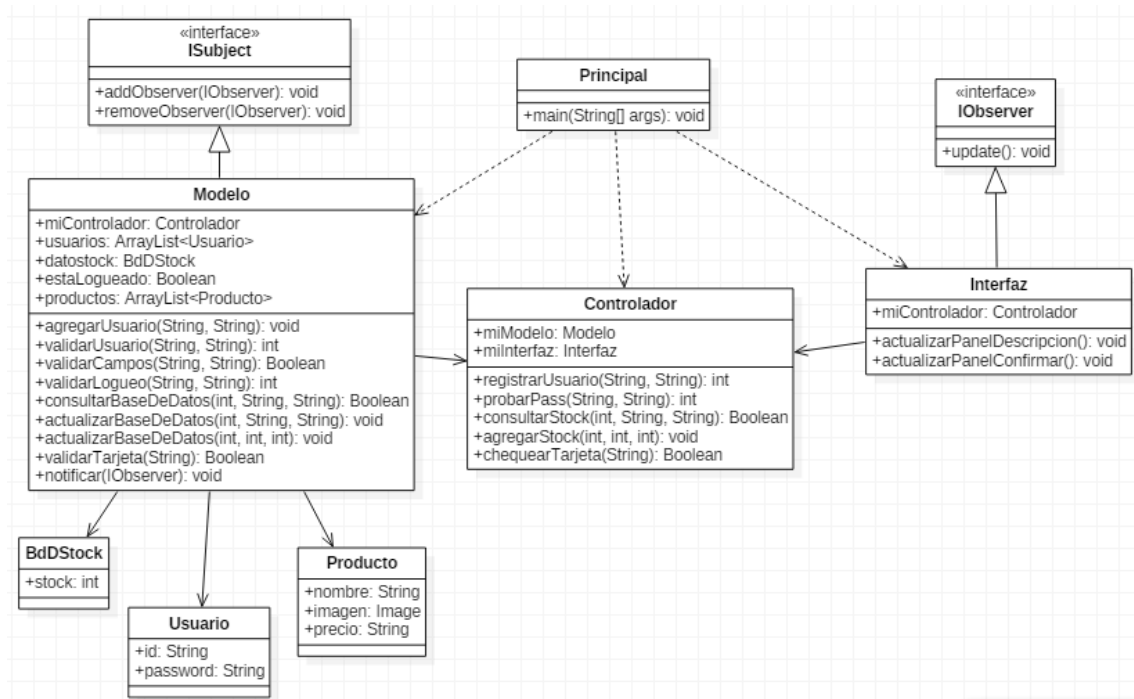 «interface»
ISubject
+addObserver(IObserver): void
+removeObserver(IObserver): void
Principal
+main(String[] args): void
«interface»
IObserver
+update(): void
Modelo
+miControlador: Controlador
+usuarios: ArrayList<Usuario>
+datostock: BdDStock
+estaLogueado: Boolean
+productos: ArrayList<Producto>
+agregarUsuario(String, String): void
+validarUsuario(String, String): int
+validarCampos(String, String): Boolean
+validarLogueo(String, String): int
+consultarBaseDeDatos(int, String, String): Boolean
+actualizarBaseDeDatos(int, String, String): void
+actualizarBaseDeDatos(int, int, int): void
+validarTarjeta(String): Boolean
+notificar(IObserver): void
Controlador
+miModelo: Modelo
+miInterfaz: Interfaz
+registrarUsuario(String, String): int
+probarPass(String, String): int
+consultarStock(int, String, String): Boolean
+agregarStock(int, int, int): void
+chequearTarjeta(String): Boolean
Interfaz
+miControlador: Controlador
+actualizarPanelDescripcion(): void
+actualizarPanelConfirmar(): void
BdDStock
+stock: int
Usuario
+id: String
+password: String
Producto
+nombre: String
+imagen: Image
+precio: String